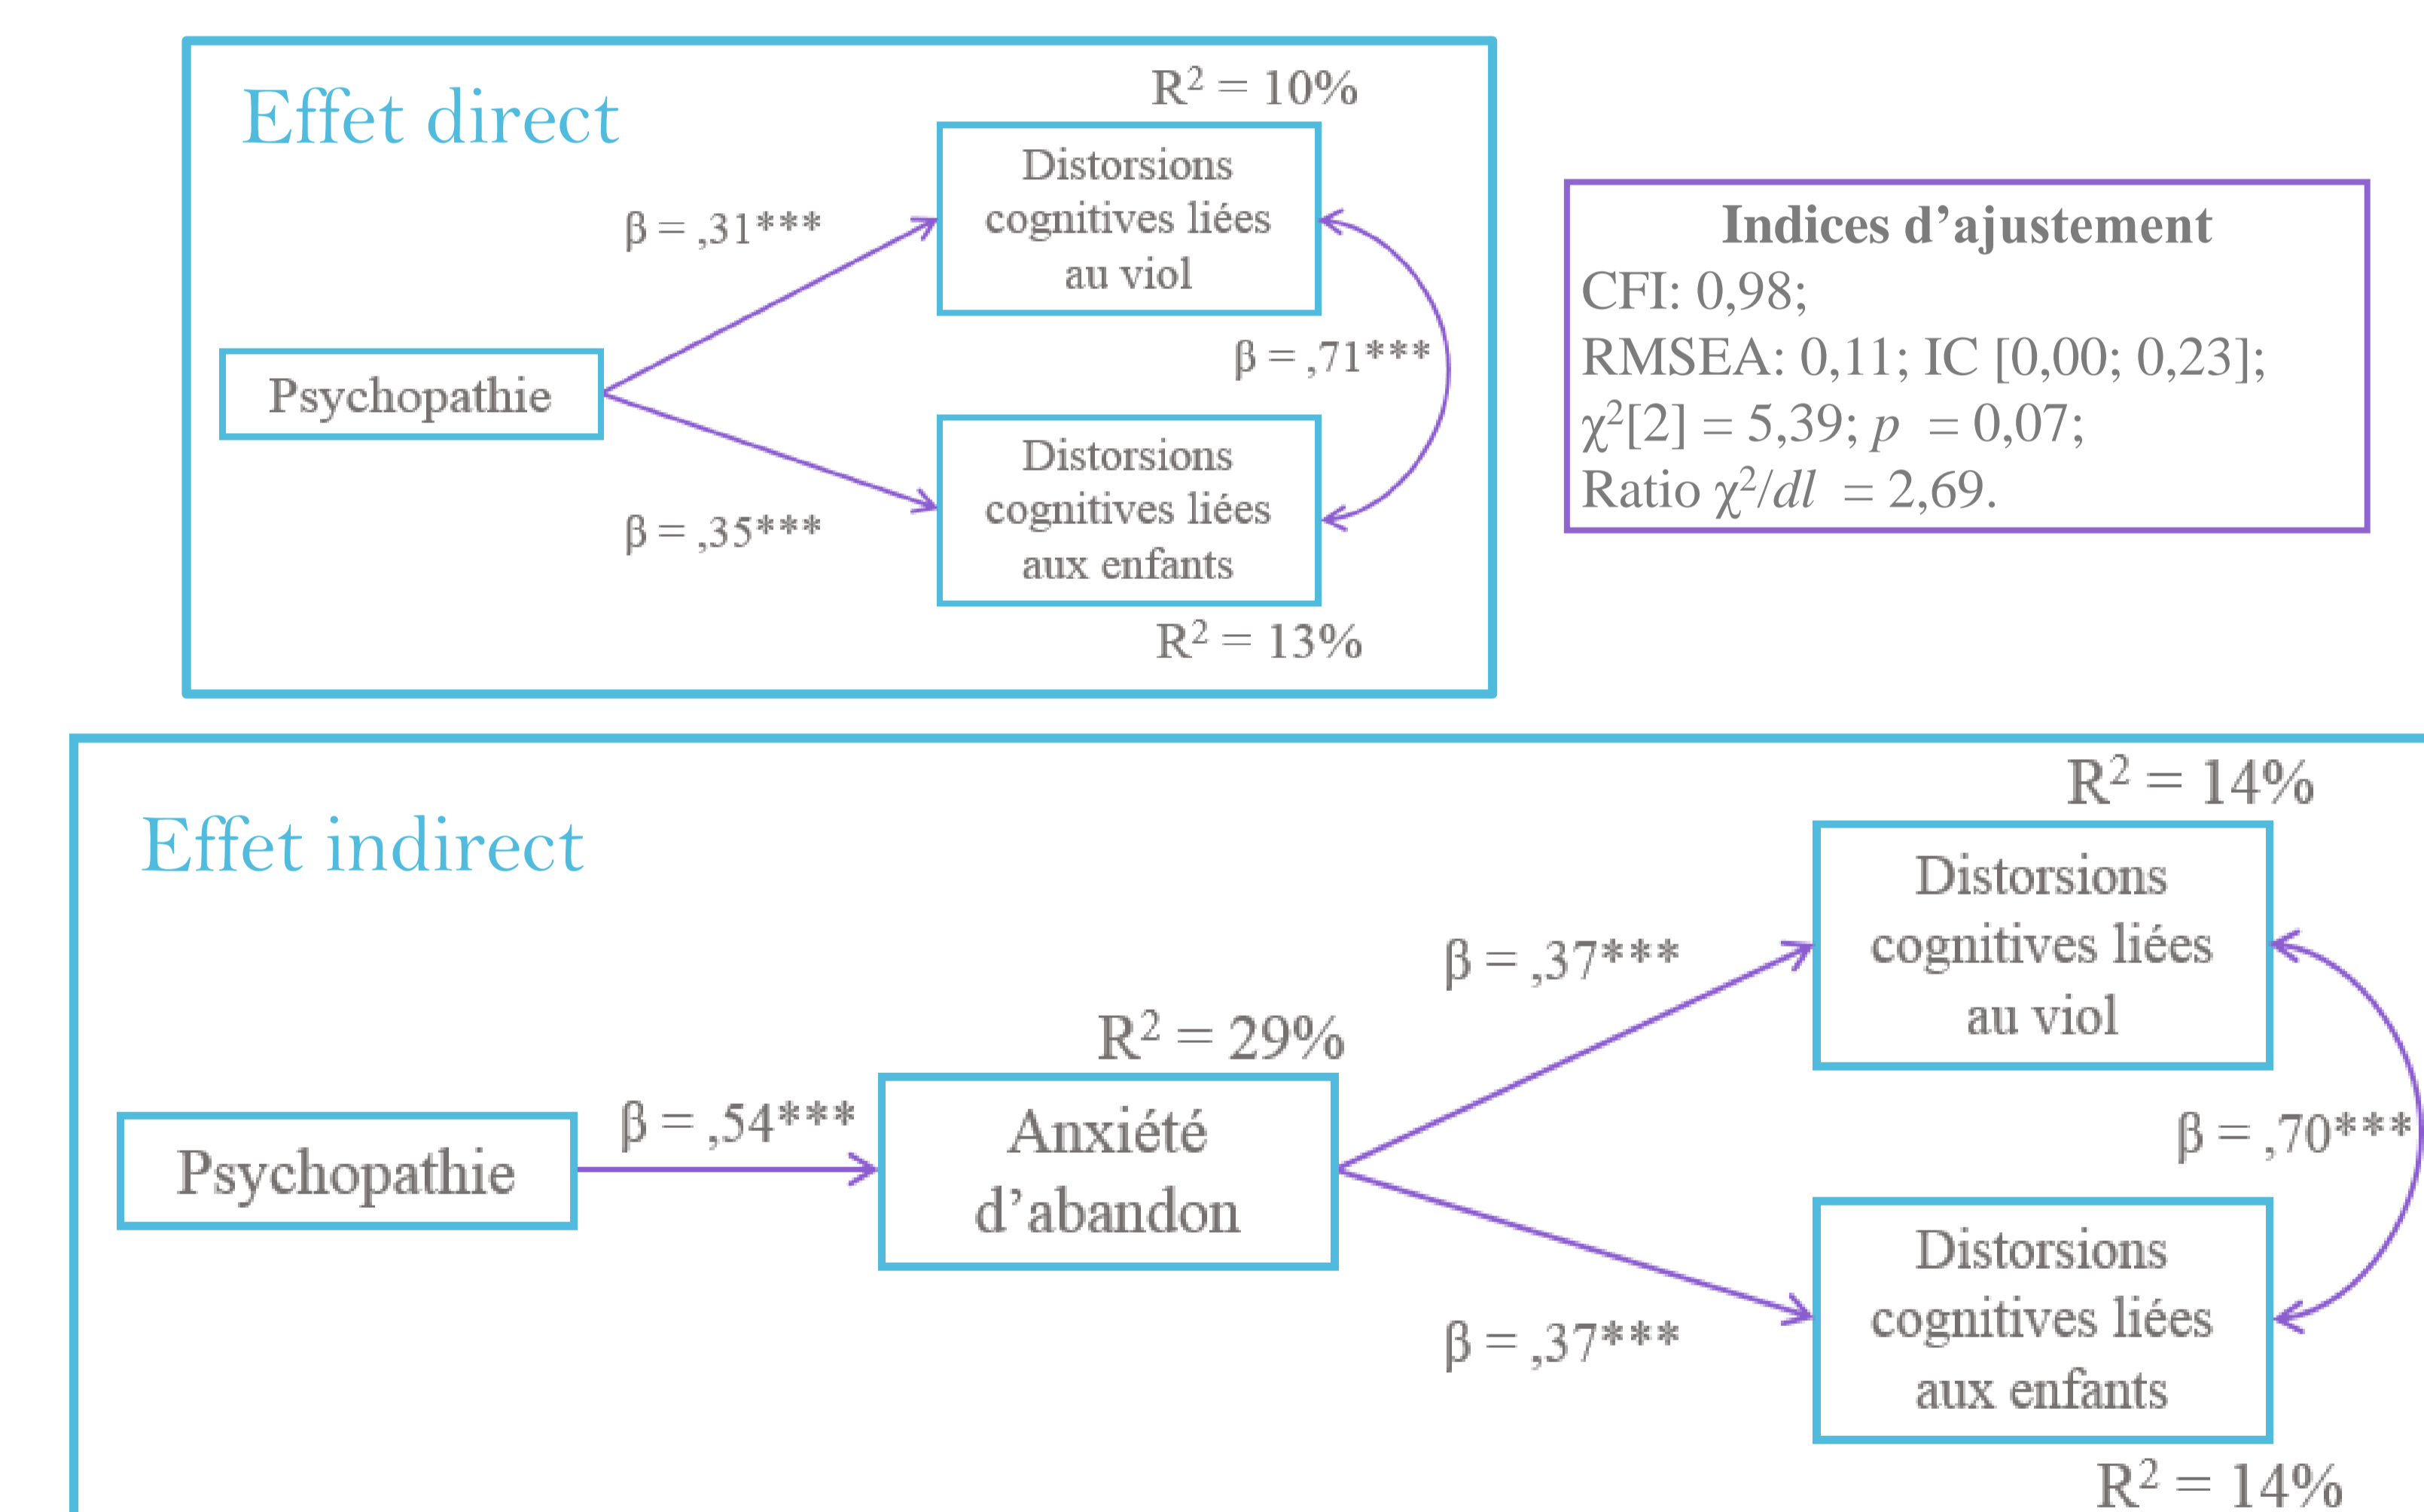 Effet direct
R² = 10%
Distorsions
cognitives liées
au viol
β = ,31***
β = ,71***
Psychopathie
Distorsions
cognitives liées
aux enfants
β = ,35***
R² = 13%
Indices d’ajustement
CFI: 0,98;
RMSEA: 0,11; IC [0,00; 0,23];
χ²[2] = 5,39; p = 0,07;
Ratio χ²/dl = 2,69.
Effet indirect
R² = 14%
Distorsions
cognitives liées
au viol
β = ,37***
R² = 29%
β = ,54***
Anxiété
d’abandon
Psychopathie
β = ,70***
Distorsions
cognitives liées
aux enfants
β = ,37***
R² = 14%